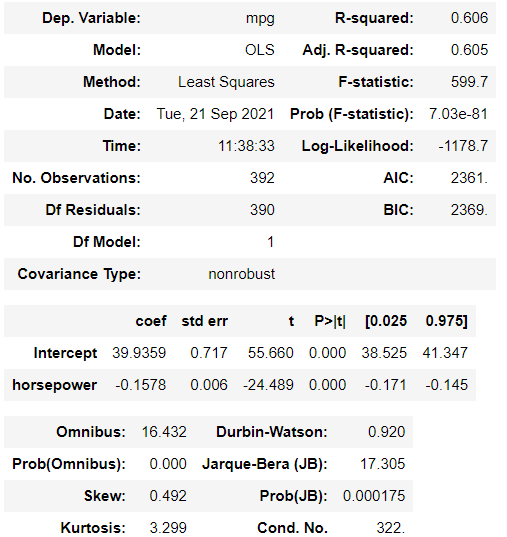 Dep. Variable: mpg R-squared: 0.606
Model: OLS Adj. R-squared: 0.605
Method: Least Squares F-statistic: 599.7
Date: Tue, 21 Sep 2021 Prob (F-statistic): 7.03e-81
Time: 11:38:33 Log-Likelihood: -1178.7
No. Observations: 392 AIC: 2361.
Df Residuals: 390 BIC: 2369.
Df Model: 1
Covariance Type: nonrobust
coef std err t P>|t| [0.025 0.975]
Intercept 39.9359 0.717 55.660 0.000 38.525 41.347
horsepower -0.1578 0.006 -24.489 0.000 -0.171 -0.145
Omnibus: 16.432 Durbin-Watson: 0.920
Prob(Omnibus): 0.000 Jarque-Bera (JB): 17.305
Skew: 0.492 Prob(JB): 0.000175
Kurtosis: 3.299 Cond. No. 322.